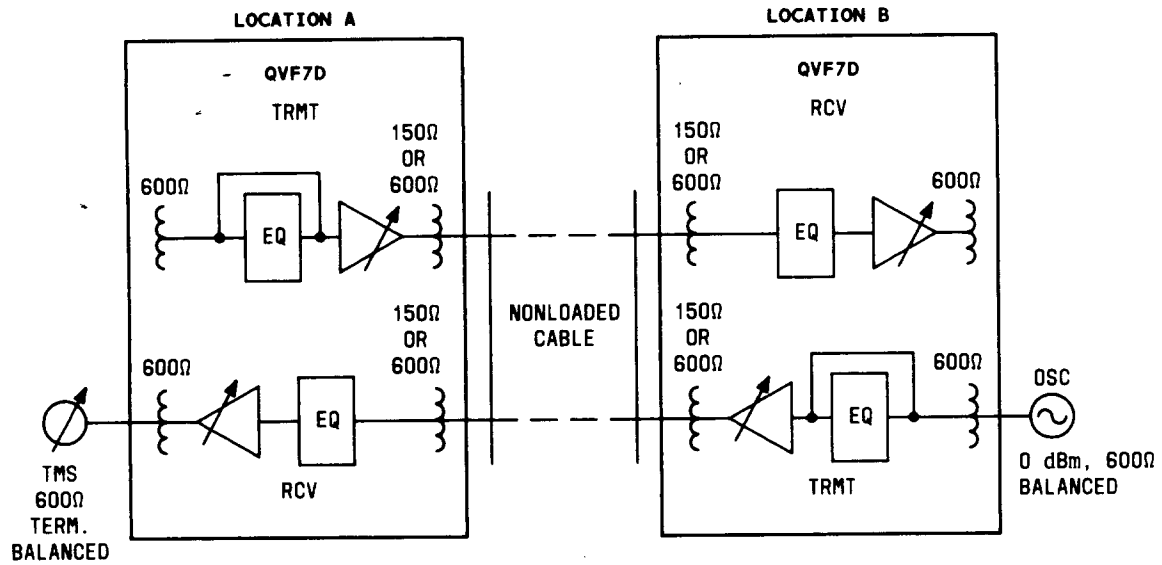 LOCATION A
QVF7D
TRMT
600Ω
EQ
150Ω
OR
600Ω
LOCATION B
QVF7D
RCV
150Ω
OR
600Ω
EQ
600Ω
NONLOADED
CABLE
600Ω
EQ
150Ω
OR
600Ω
RCV
TMS
600Ω
TERM.
BALANCED
150Ω
OR
600Ω
EQ
600Ω
TRMT
OSC
0 dBm, 600Ω
BALANCED